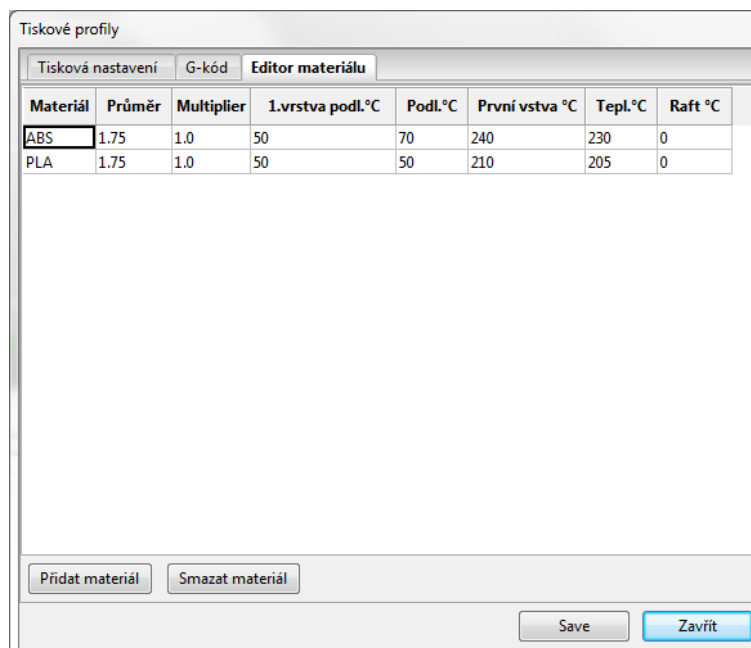 Tiskové profily
Tisková nastavení G-kód Editor materiálu
Materiál Průměr Multiplier 1.vrstva podl.°C Podl.°C První vstva °C Tepl.°C Raft °C
ABS 1.75 1.0 50 70 240 230 0
PLA 1.75 1.0 50 50 210 205 0
Přidat materiál Smazat materiál
Save Zavřít